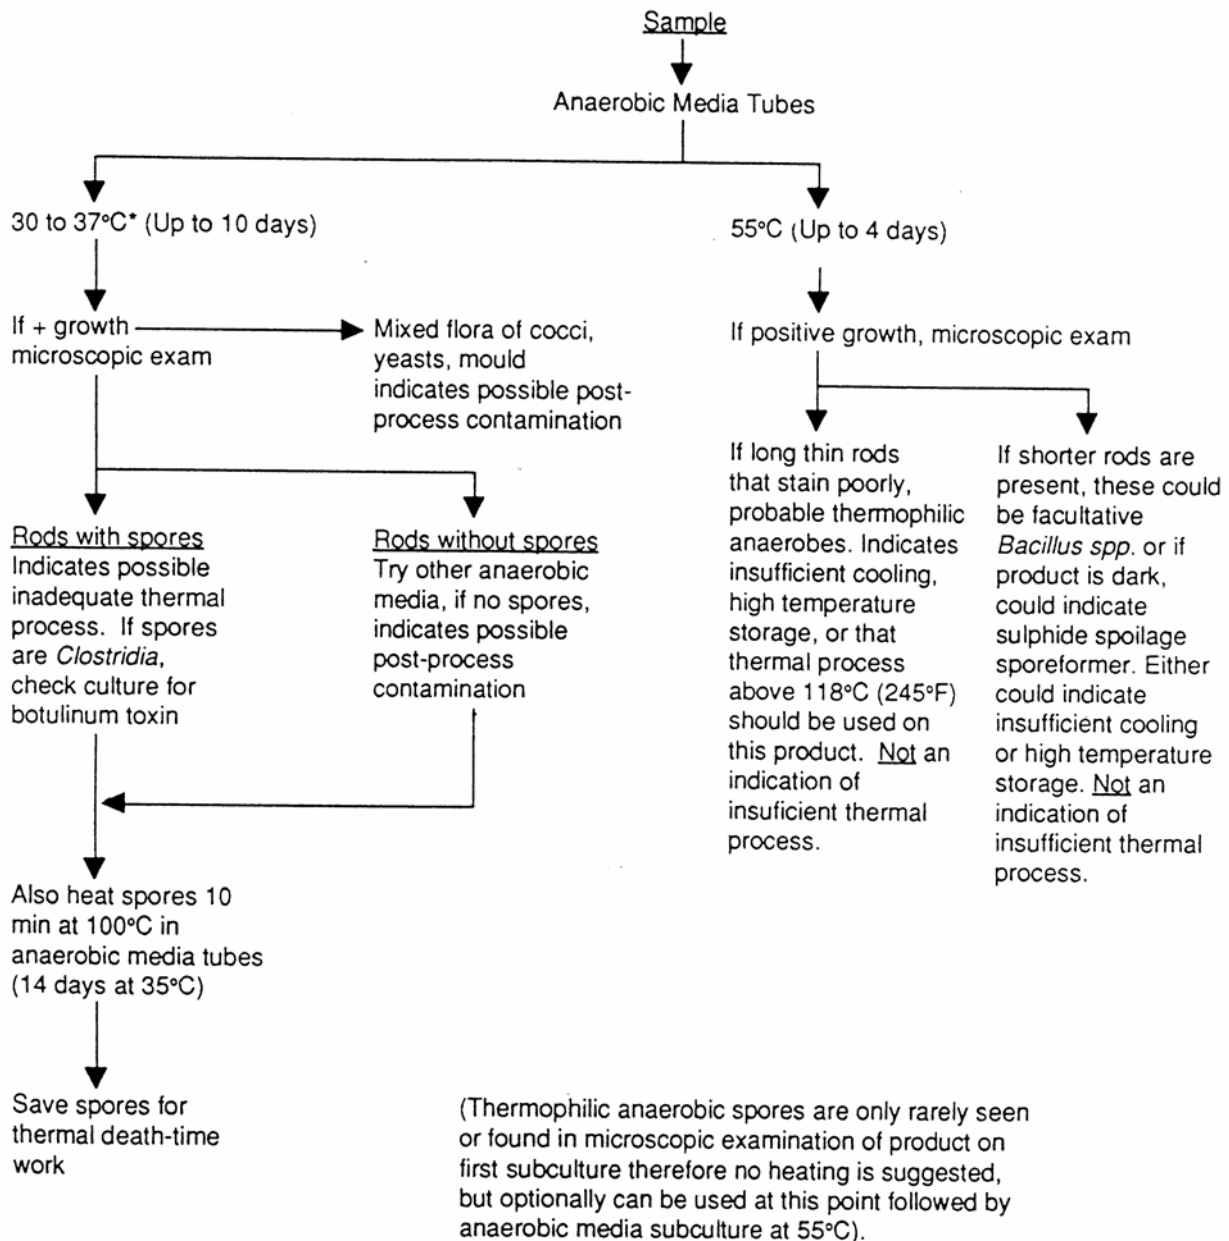 Sample
Anaerobic Media Tubes
30 to 37°C* (Up to 10 days)
55°C (Up to 4 days)
If + growth
microscopic exam
Mixed flora of cocci,
yeasts, mould
indicates possible post-
process contamination
If positive growth, microscopic exam
Rods with spores
Indicates possible
inadequate thermal
process. If spores
are Clostridia,
check culture for
botulinum toxin
Rods without spores
Try other anaerobic
media, if no spores,
indicates possible
post-process
contamination
If long thin rods
that stain poorly,
probable thermophilic
anaerobes. Indicates
insufficient cooling,
high temperature
storage, or that
thermal process
above 118°C (245°F)
should be used on
this product. Not an
indication of
insuficient thermal
process.
If shorter rods are
present, these could
be facultative
Bacillus spp. or if
product is dark,
could indicate
sulphide spoilage
sporeformer. Either
could indicate
insufficient cooling
or high temperature
storage. Not an
indication of
insufficient thermal
process.
Also heat spores 10
min at 100°C in
anaerobic media tubes
(14 days at 35°C)
Save spores for
thermal death-time
work
(Thermophilic anaerobic spores are only rarely seen
or found in microscopic examination of product on
first subculture therefore no heating is suggested,
but optionally can be used at this point followed by
anaerobic media subculture at 55°C).